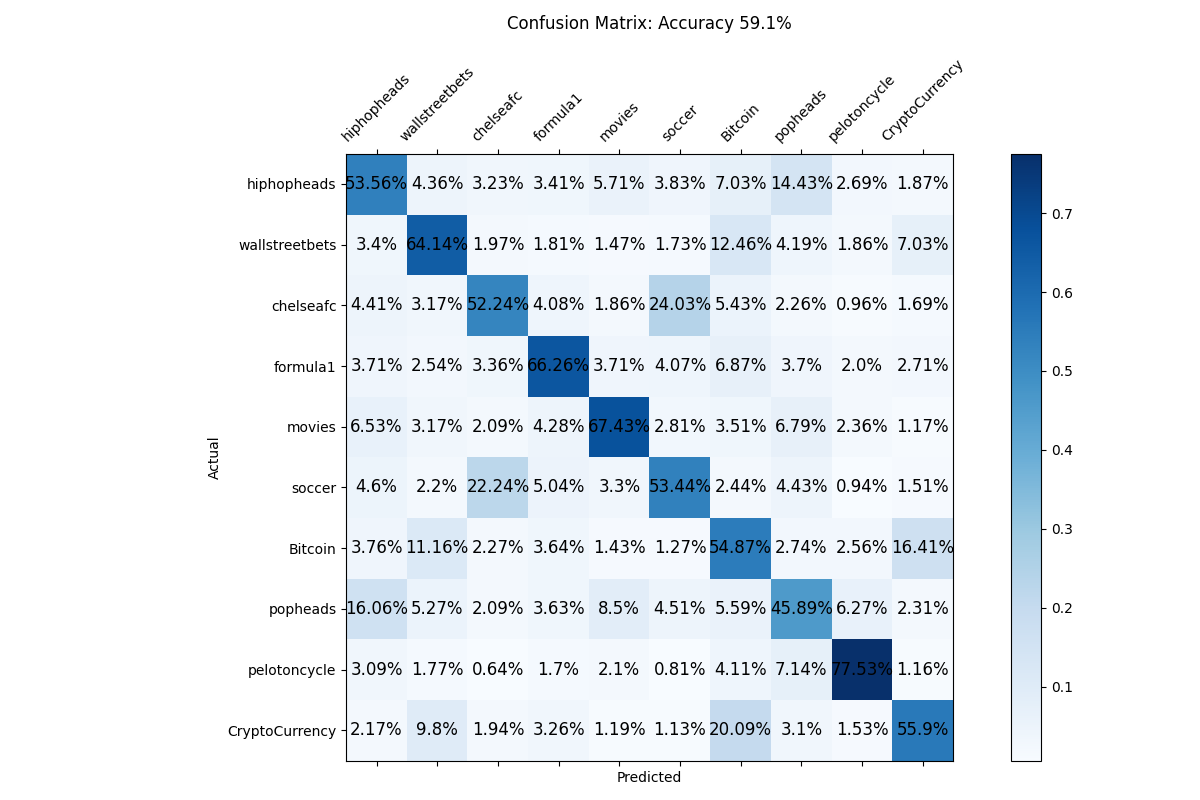 Confusion Matrix: Accuracy 59.1%
hiphopheads wallstreetbets chelseafc formula1 movies soccer Bitcoin popheads pelotoncycle CryptoCurrency
hiphopheads 53.56% 4.36% 3.23% 3.41% 5.71% 3.83% 7.03% 14.43% 2.69% 1.87%
wallstreetbets 3.4% 64.14% 1.97% 1.81% 1.47% 1.73% 12.46% 4.19% 1.86% 7.03%
chelseafc 4.41% 3.17% 52.24% 4.08% 1.86% 24.03% 5.43% 2.26% 0.96% 1.69%
formula1 3.71% 2.54% 3.36% 66.26% 3.71% 4.07% 6.87% 3.7% 2.0% 2.71%
movies 6.53% 3.17% 2.09% 4.28% 67.43% 2.81% 3.51% 6.79% 2.36% 1.17%
Actual
soccer 4.6% 2.2% 22.24% 5.04% 3.3% 53.44% 2.44% 4.43% 0.94% 1.51%
Bitcoin 3.76% 11.16% 2.27% 3.64% 1.43% 1.27% 54.87% 2.74% 2.56% 16.41%
popheads 16.06% 5.27% 2.09% 3.63% 8.5% 4.51% 5.59% 45.89% 6.27% 2.31%
pelotoncycle 3.09% 1.77% 0.64% 1.7% 2.1% 0.81% 4.11% 7.14% 77.53% 1.16%
CryptoCurrency 2.17% 9.8% 1.94% 3.26% 1.19% 1.13% 20.09% 3.1% 1.53% 55.9%
Predicted
0.7
0.6
0.5
0.4
0.3
0.2
0.1